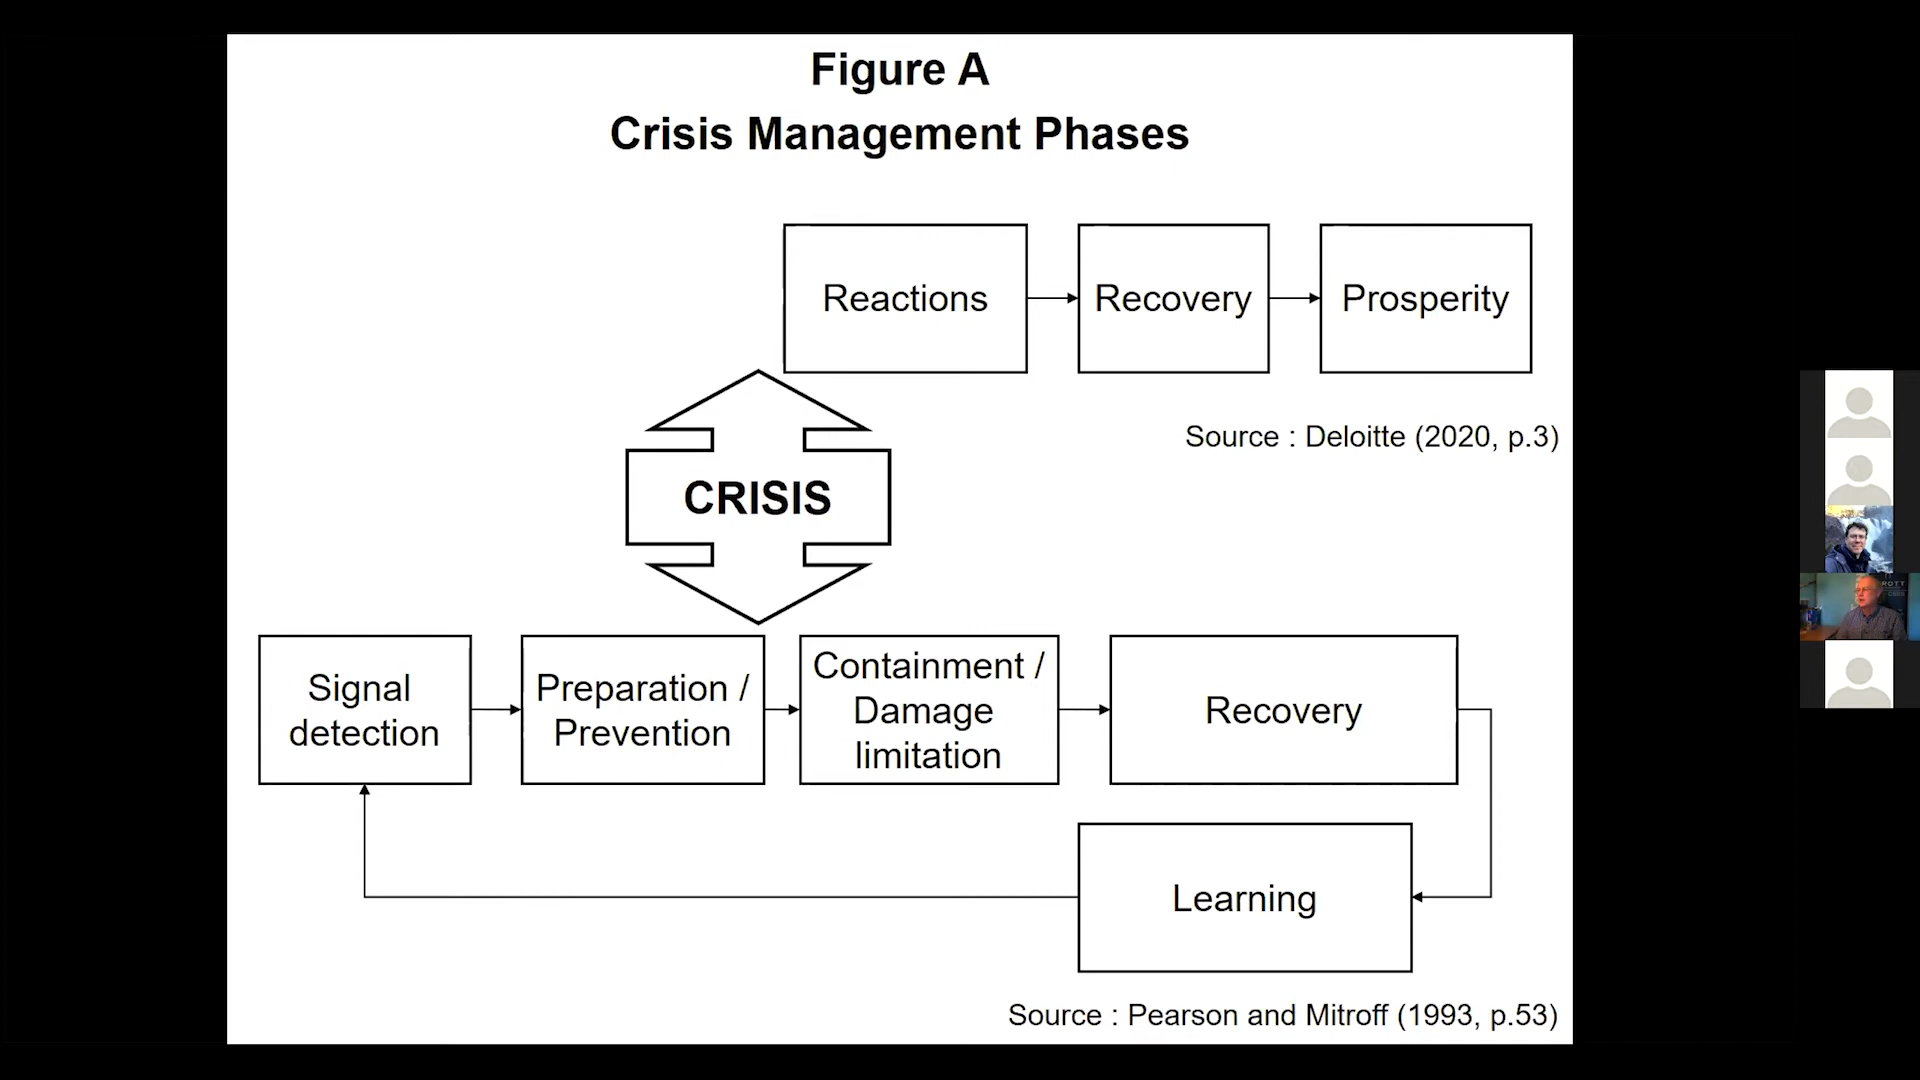 Figure A
Crisis Management Phases
Reactions
Recovery
Prosperity
Source : Deloitte (2020, p.3)
CRISIS
Signal
detection
Preparation /
Prevention
Containment /
Damage
limitation
Recovery
Learning
Source : Pearson and Mitroff (1993, p.53)